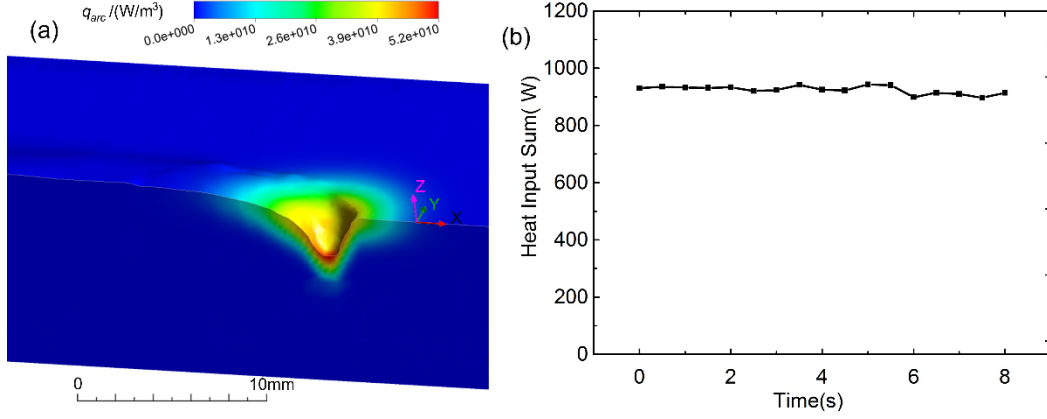 (a)
q_arc /(W/m³)
0.0e+000 1.3e+010 2.6e+010 3.9e+010 5.2e+010
Z
Y
X
0 10mm
(b)
Heat Input Sum( W)
1200
1000
800
600
400
200
0
0 2 4 6 8
Time(s)